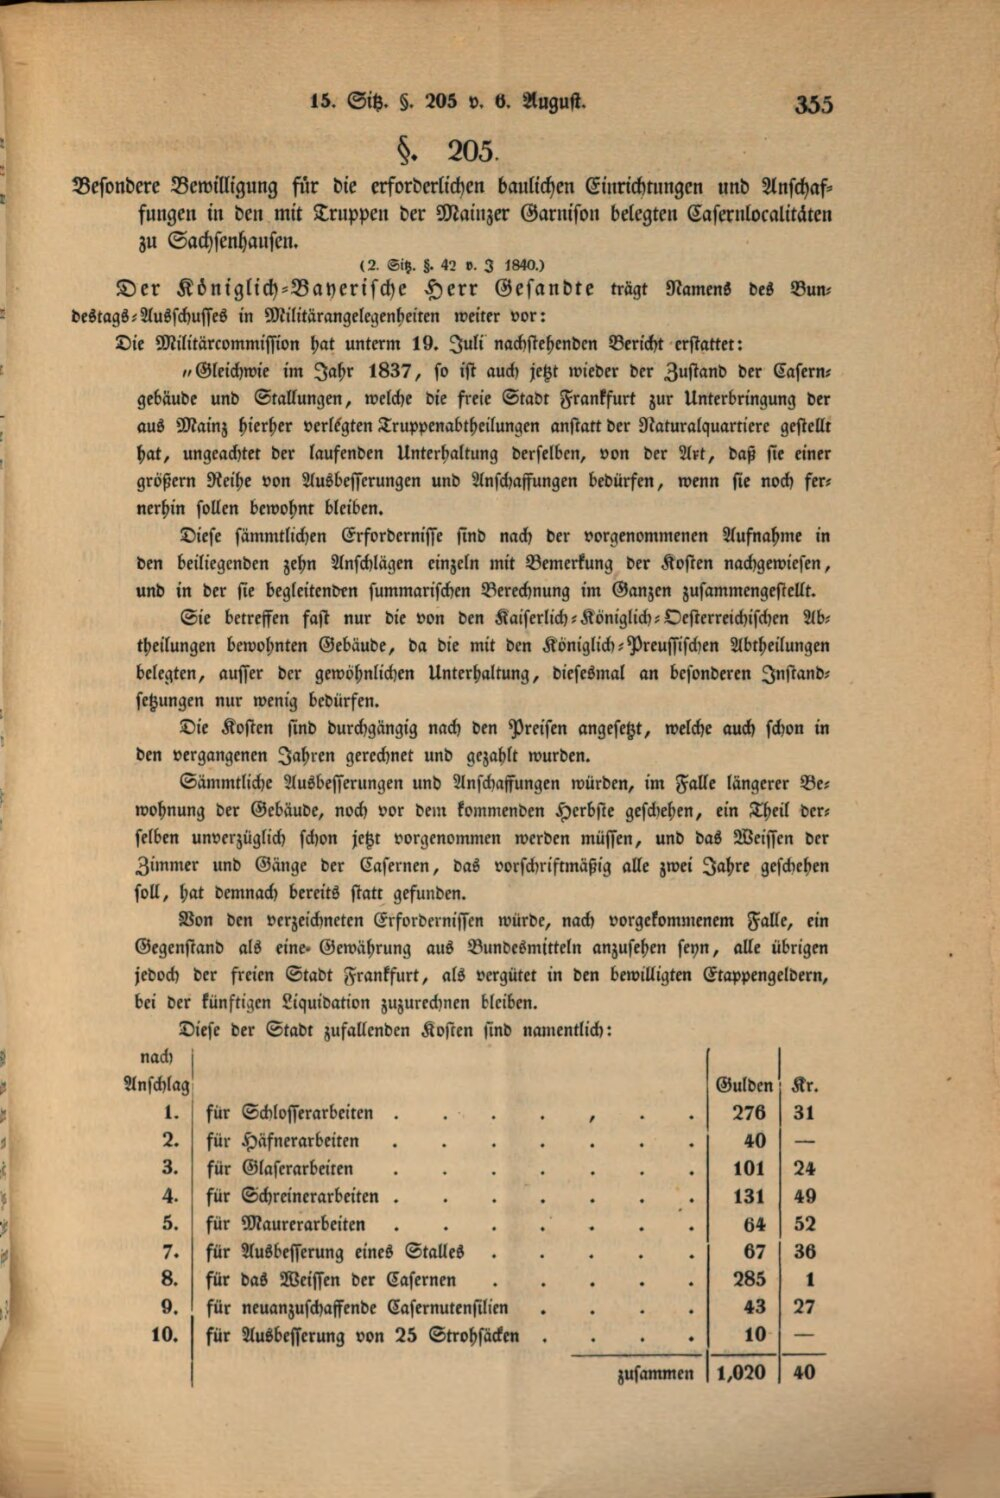 15. Sitz. §. 205 v. 6. August. 355
§. 205.
Besondere Bewilligung für die erforderlichen baulichen Einrichtungen und Anschaf-
fungen in den mit Truppen der Mainzer Garnison belegten Casernlocalitäten
zu Sachsenhausen.
(2. Sitz. §. 42 v. J 1840.)
Der Königlich-Bayerische Herr Gesandte trägt Namens des Bun-
destags-Ausschusses in Militärangelegenheiten weiter vor:
Die Militärcommission hat unterm 19. Juli nachstehenden Bericht erstattet:
„Gleichwie im Jahr 1837, so ist auch jetzt wieder der Zustand der Casern-
gebäude und Stallungen, welche die freie Stadt Frankfurt zur Unterbringung der
aus Mainz hierher verlegten Truppenabtheilungen anstatt der Naturalquartiere gestellt
hat, ungeachtet der laufenden Unterhaltung derselben, von der Art, daß sie einer
größern Reihe von Ausbesserungen und Anschaffungen bedürfen, wenn sie noch fer-
nerhin sollen bewohnt bleiben.
Diese sämmtlichen Erfordernisse sind nach der vorgenommenen Aufnahme in
den beiliegenden zehn Anschlägen einzeln mit Bemerkung der Kosten nachgewiesen,
und in der sie begleitenden summarischen Berechnung im Ganzen zusammengestellt.
Sie betreffen fast nur die von den Kaiserlich-Königlich-Oesterreichischen Ab-
theilungen bewohnten Gebäude, da die mit den Königlich-Preussischen Abtheilungen
belegten, ausser der gewöhnlichen Unterhaltung, diesesmal an besonderen Instand-
setzungen nur wenig bedürfen.
Die Kosten sind durchgängig nach den Preisen angesetzt, welche auch schon in
den vergangenen Jahren gerechnet und gezahlt wurden.
Sämmtliche Ausbesserungen und Anschaffungen würden, im Falle längerer Be-
wohnung der Gebäude, noch vor dem kommenden Herbste geschehen, ein Theil der-
selben unverzüglich schon jetzt vorgenommen werden müssen, und das Weissen der
Zimmer und Gänge der Casernen, das vorschriftmäßig alle zwei Jahre geschehen
soll, hat demnach bereits statt gefunden.
Von den verzeichneten Erfordernissen würde, nach vorgekommenem Falle, ein
Gegenstand als eine Gewährung aus Bundesmitteln anzusehen seyn, alle übrigen
jedoch der freien Stadt Frankfurt, als vergütet in den bewilligten Etappengeldern,
bei der künftigen Liquidation zuzurechnen bleiben.
Diese der Stadt zufallenden Kosten sind namentlich:
nach
Anschlag Gulden Kr.
1. für Schlosserarbeiten . . . . , . . 276 31
2. für Häfnerarbeiten . . . . . . . 40 —
3. für Glaserarbeiten . . . . . . . 101 24
4. für Schreinerarbeiten . . . . . . . 131 49
5. für Maurerarbeiten . . . . . . . 64 52
7. für Ausbesserung eines Stalles . . . . . 67 36
8. für das Weissen der Casernen . . . . . 285 1
9. für neuanzuschaffende Casernutensilien . . . . 43 27
10. für Ausbesserung von 25 Strohsäcken . . . . 10 —
zusammen 1,020 40